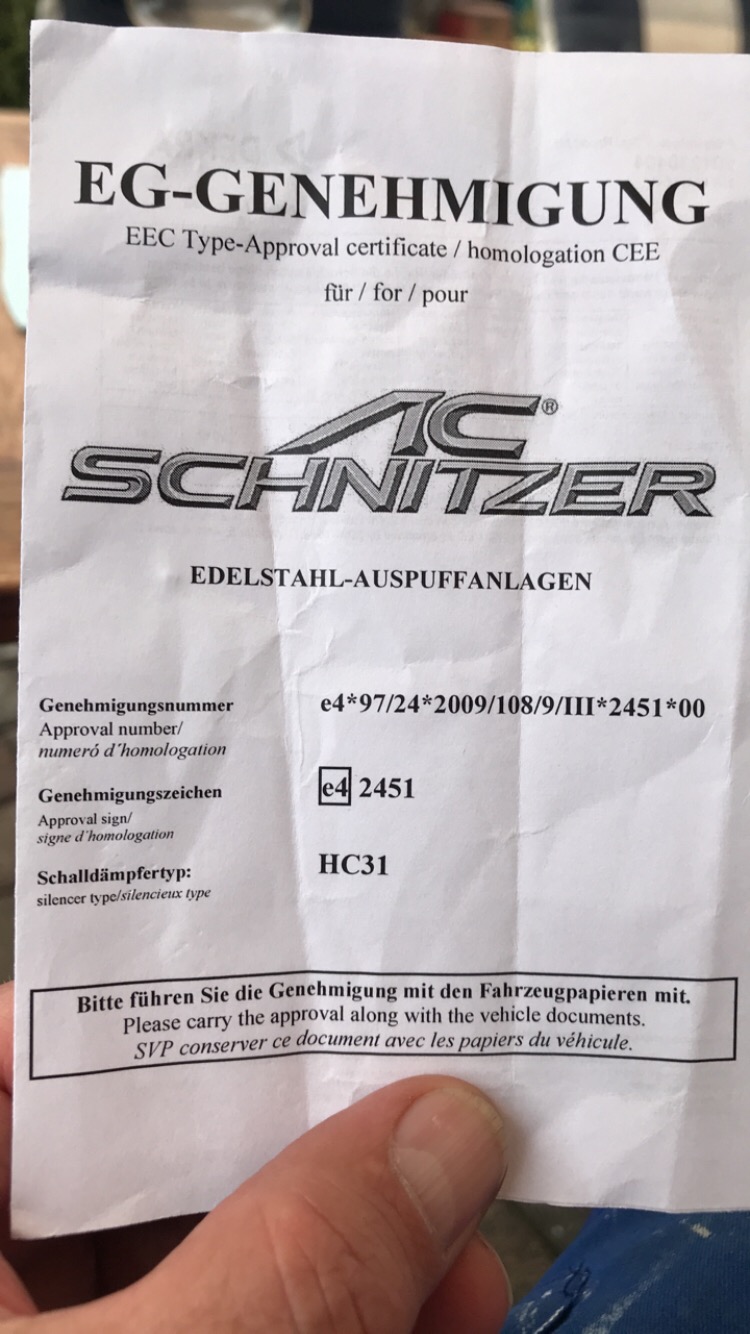 EG-GENEHMIGUNG
EEC Type-Approval certificate / homologation CEE
für / for / pour
AC®
SCHNITZER
EDELSTAHL-AUSPUFFANLAGEN
Genehmigungsnummer e4*97/24*2009/108/9/III*2451*00
Approval number/
numeró d´homologation
Genehmigungszeichen e4 2451
Approval sign/
signe d´homologation
Schalldämpfertyp: HC31
silencer type/silencieux type
Bitte führen Sie die Genehmigung mit den Fahrzeugpapieren mit.
Please carry the approval along with the vehicle documents.
SVP conserver ce document avec les papiers du véhicule.